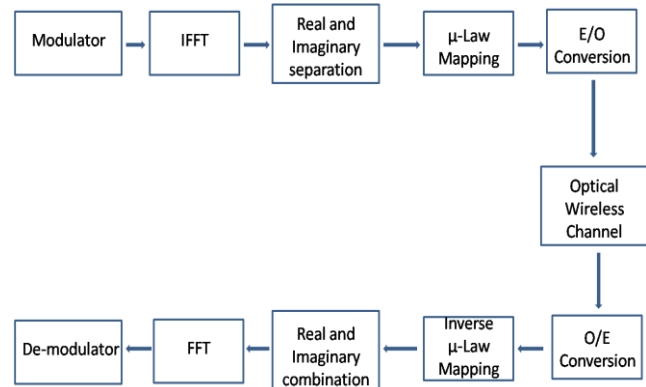 Modulator
IFFT
Real and
Imaginary
separation
µ-Law
Mapping
E/O
Conversion
Optical
Wireless
Channel
De-modulator
FFT
Real and
Imaginary
combination
Inverse
µ-Law
Mapping
O/E
Conversion